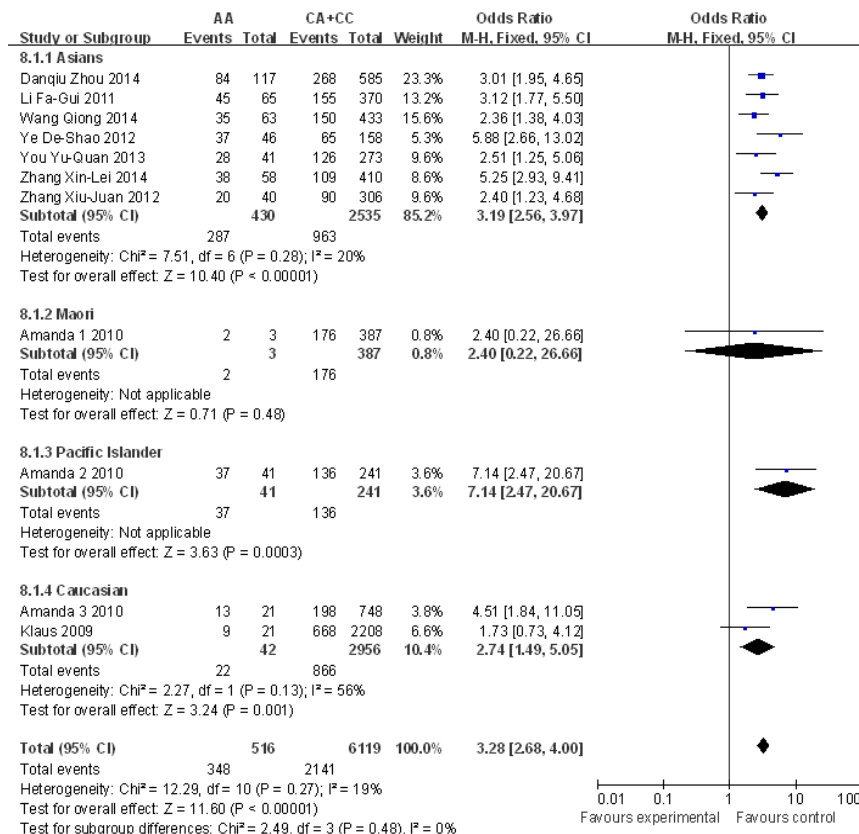 AA CA+CC Odds Ratio Odds Ratio
Study or Subgroup Events Total Events Total Weight M-H, Fixed, 95% CI M-H, Fixed, 95% CI
8.1.1 Asians
Danqiu Zhou 2014 84 117 268 585 23.3% 3.01 [1.95, 4.65]
Li Fa-Gui 2011 45 65 155 370 13.2% 3.12 [1.77, 5.50]
Wang Qiong 2014 35 63 150 433 15.6% 2.36 [1.38, 4.03]
Ye De-Shao 2012 37 46 65 158 5.3% 5.88 [2.66, 13.02]
You Yu-Quan 2013 28 41 126 273 9.6% 2.51 [1.25, 5.06]
Zhang Xin-Lei 2014 38 58 109 410 8.6% 5.25 [2.93, 9.41]
Zhang Xiu-Juan 2012 20 40 90 306 9.6% 2.40 [1.23, 4.68]
Subtotal (95% CI) 430 2535 85.2% 3.19 [2.56, 3.97]
Total events 287 963
Heterogeneity: Chi² = 7.51, df = 6 (P = 0.28); I² = 20%
Test for overall effect: Z = 10.40 (P < 0.00001)
8.1.2 Maori
Amanda 1 2010 2 3 176 387 0.8% 2.40 [0.22, 26.66]
Subtotal (95% CI) 3 387 0.8% 2.40 [0.22, 26.66]
Total events 2 176
Heterogeneity: Not applicable
Test for overall effect: Z = 0.71 (P = 0.48)
8.1.3 Pacific Islander
Amanda 2 2010 37 41 136 241 3.6% 7.14 [2.47, 20.67]
Subtotal (95% CI) 41 241 3.6% 7.14 [2.47, 20.67]
Total events 37 136
Heterogeneity: Not applicable
Test for overall effect: Z = 3.63 (P = 0.0003)
8.1.4 Caucasian
Amanda 3 2010 13 21 198 748 3.8% 4.51 [1.84, 11.05]
Klaus 2009 9 21 668 2208 6.6% 1.73 [0.73, 4.12]
Subtotal (95% CI) 42 2956 10.4% 2.74 [1.49, 5.05]
Total events 22 866
Heterogeneity: Chi² = 2.27, df = 1 (P = 0.13); I² = 56%
Test for overall effect: Z = 3.24 (P = 0.001)
Total (95% CI) 516 6119 100.0% 3.28 [2.68, 4.00]
Total events 348 2141
Heterogeneity: Chi² = 12.29, df = 10 (P = 0.27); I² = 19%
Test for overall effect: Z = 11.60 (P < 0.00001)
Test for subgroup differences: Chi² = 2.49, df = 3 (P = 0.48), I² = 0%
0.01 0.1 1 10 100
Favours experimental Favours control